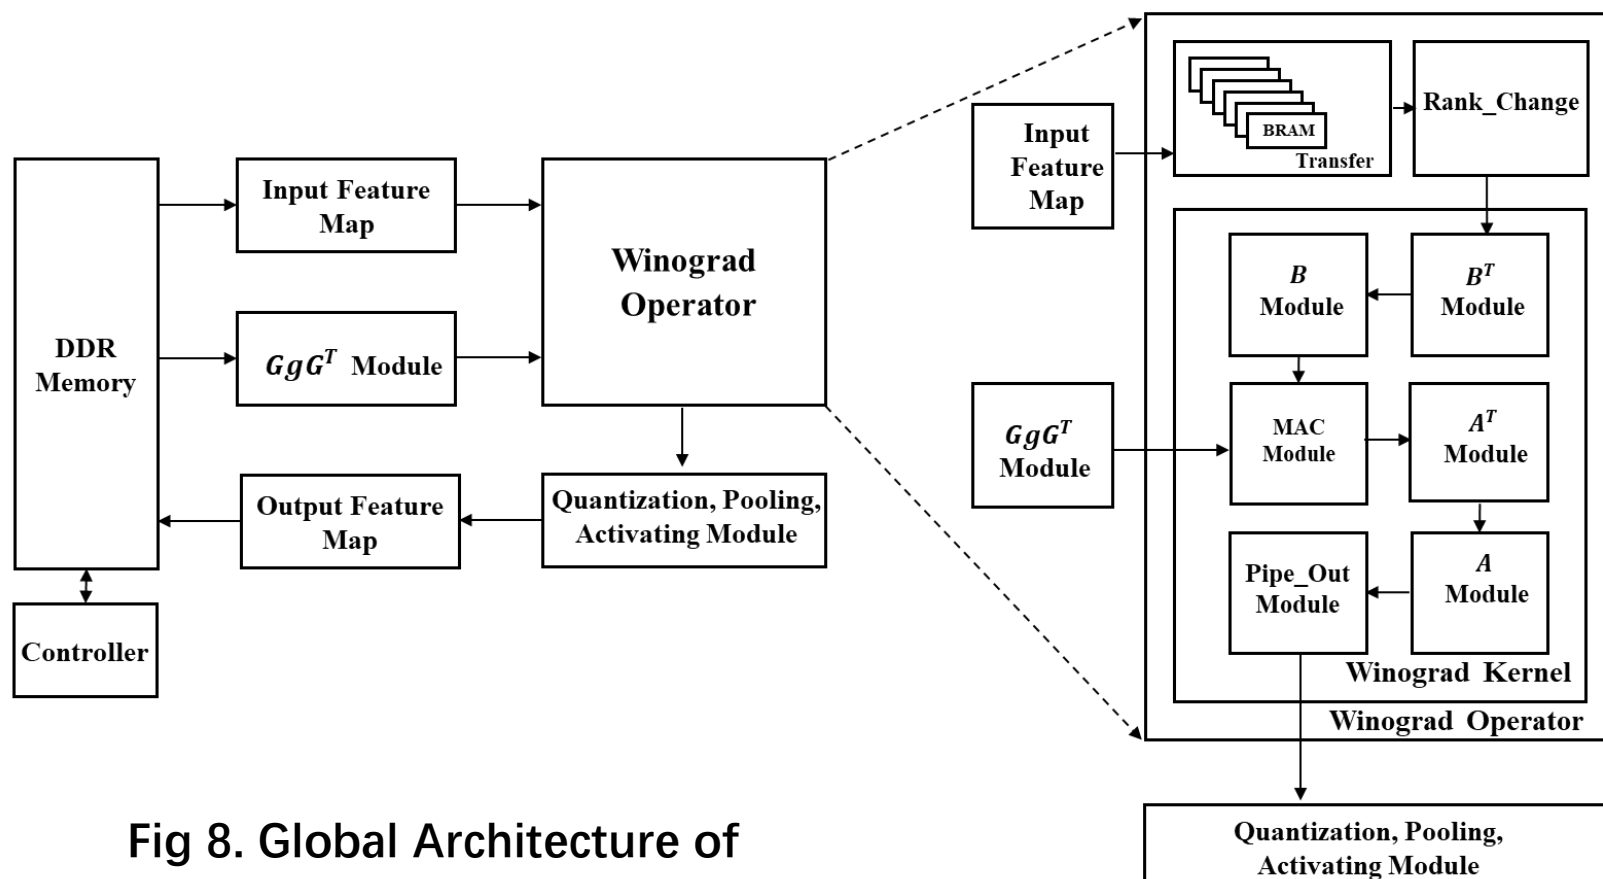 DDR
Memory
Controller
Input Feature
Map
GgG^T Module
Output Feature
Map
Winograd
Operator
Quantization, Pooling,
Activating Module
Input
Feature
Map
GgG^T
Module
BRAM
Transfer
Rank_Change
B
Module
B^T
Module
MAC
Module
A^T
Module
Pipe_Out
Module
A
Module
Winograd Kernel
Winograd Operator
Quantization, Pooling,
Activating Module
Fig 8. Global Architecture of